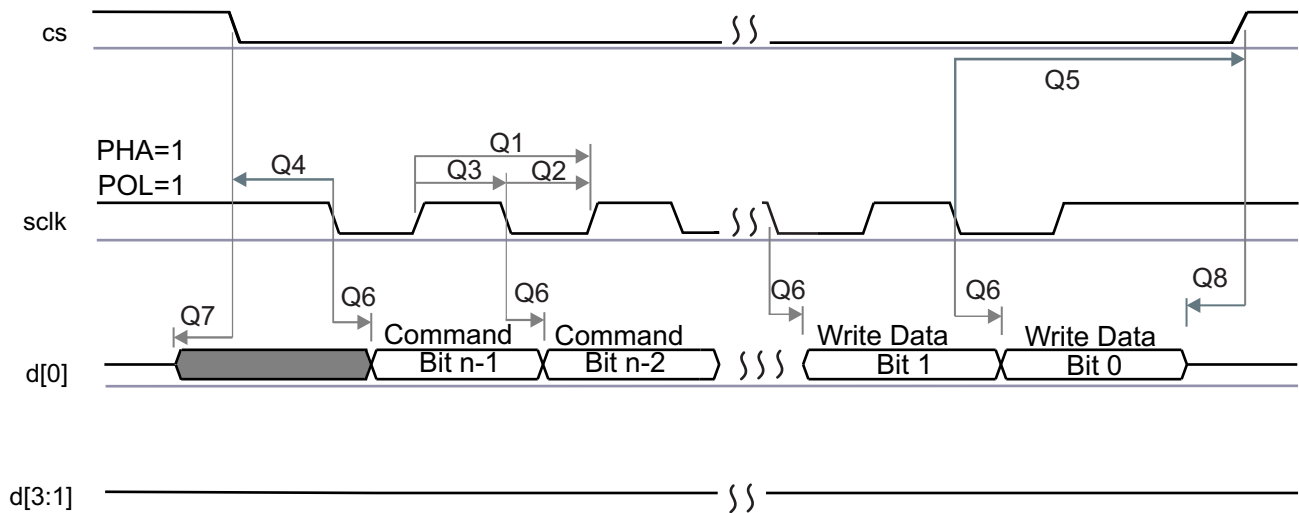 cs
Q5
PHA=1
Q1
Q4
Q3
Q2
POL=1
sclk
Q7
Q6
Q6
Q6
Q6
Q8
Command
Command
Write Data
Write Data
d[0]
Bit n-1
Bit n-2
Bit 1
Bit 0
d[3:1]